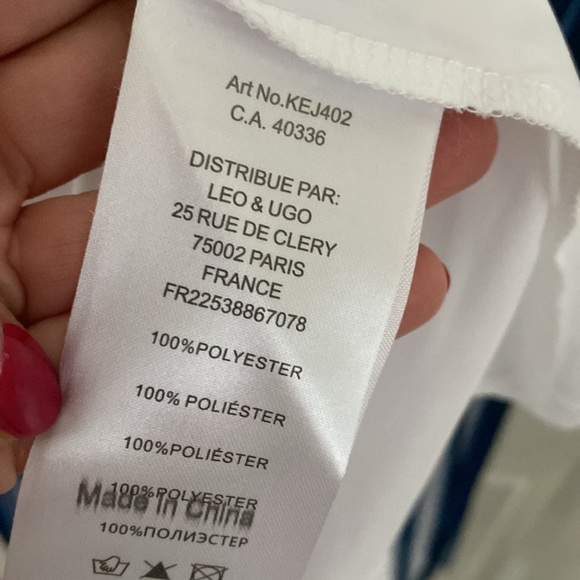 Art No.KEJ402
C.A. 40336
DISTRIBUE PAR:
LEO & UGO
25 RUE DE CLERY
75002 PARIS
FRANCE
FR22538867078
100%POLYESTER
100% POLIÉSTER
100%POLIÉSTER
100%POLYESTER
Made In China
100%ПОЛИЭСТЕР